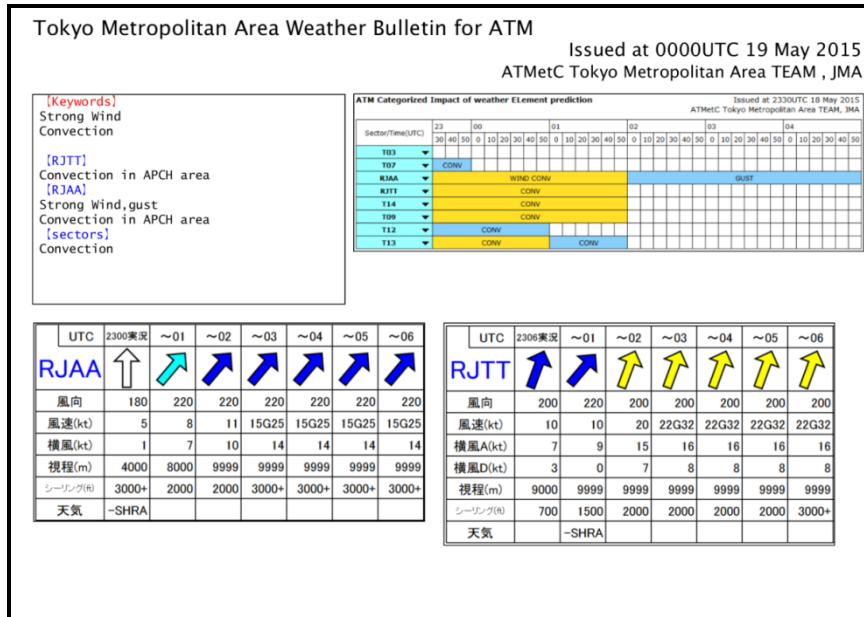 Tokyo Metropolitan Area Weather Bulletin for ATM
Issued at 0000UTC 19 May 2015
ATMetC Tokyo Metropolitan Area TEAM , JMA
【Keywords】
Strong Wind
Convection
【RJTT】
Convection in APCH area
【RJAA】
Strong Wind,gust
Convection in APCH area
【sectors】
Convection
ATM Categorized Impact of weather ELement prediction
Issued at 2330UTC 18 May 2015
ATMetC Tokyo Metropolitan Area TEAM, JMA
Sector/Time(UTC) 23 00 01 02 03 04
30 40 50 0 10 20 30 40 50 0 10 20 30 40 50 0 10 20 30 40 50 0 10 20 30 40 50 0 10 20 30 40 50
T03
T07 CONV
RJAA WIND CONV GUST
RJTT CONV
T14 CONV
T09 CONV
T12 CONV
T13 CONV CONV
UTC 2300実況 ～01 ～02 ～03 ～04 ～05 ～06
RJAA
風向 180 220 220 220 220 220 220
風速(kt) 5 8 11 15G25 15G25 15G25 15G25
横風(kt) 1 7 10 14 14 14 14
視程(m) 4000 8000 9999 9999 9999 9999 9999
シーリング(ft) 3000+ 2000 2000 3000+ 3000+ 3000+ 3000+
天気 -SHRA
UTC 2306実況 ～01 ～02 ～03 ～04 ～05 ～06
RJTT
風向 200 220 200 200 200 200 200
風速(kt) 10 10 20 22G32 22G32 22G32 22G32
横風A(kt) 7 9 15 16 16 16 16
横風D(kt) 3 0 7 8 8 8 8
視程(m) 9000 9999 9999 9999 9999 9999 9999
シーリング(ft) 700 1500 2000 2000 2000 2000 3000+
天気 -SHRA